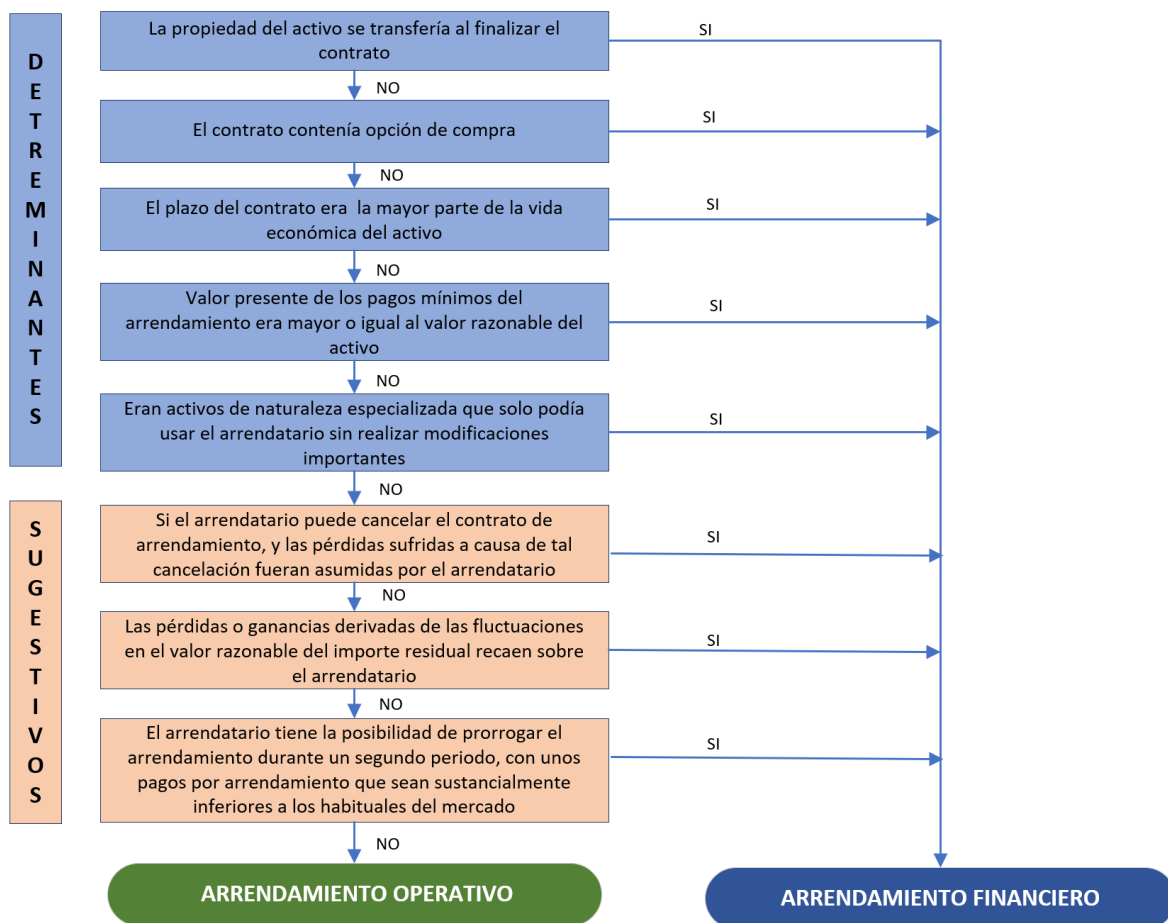 DETREMINANTES
La propiedad del activo se transfería al finalizar el
contrato
SI
NO
El contrato contenía opción de compra
SI
NO
El plazo del contrato era la mayor parte de la vida
económica del activo
SI
NO
Valor presente de los pagos mínimos del
arrendamiento era mayor o igual al valor razonable del
activo
SI
NO
Eran activos de naturaleza especializada que solo podía
usar el arrendatario sin realizar modificaciones
importantes
SI
NO
SUGESTIVOS
Si el arrendatario puede cancelar el contrato de
arrendamiento, y las pérdidas sufridas a causa de tal
cancelación fueran asumidas por el arrendatario
SI
NO
Las pérdidas o ganancias derivadas de las fluctuaciones
en el valor razonable del importe residual recaen sobre
el arrendatario
SI
NO
El arrendatario tiene la posibilidad de prorrogar el
arrendamiento durante un segundo periodo, con unos
pagos por arrendamiento que sean sustancialmente
inferiores a los habituales del mercado
SI
NO
ARRENDAMIENTO OPERATIVO
ARRENDAMIENTO FINANCIERO